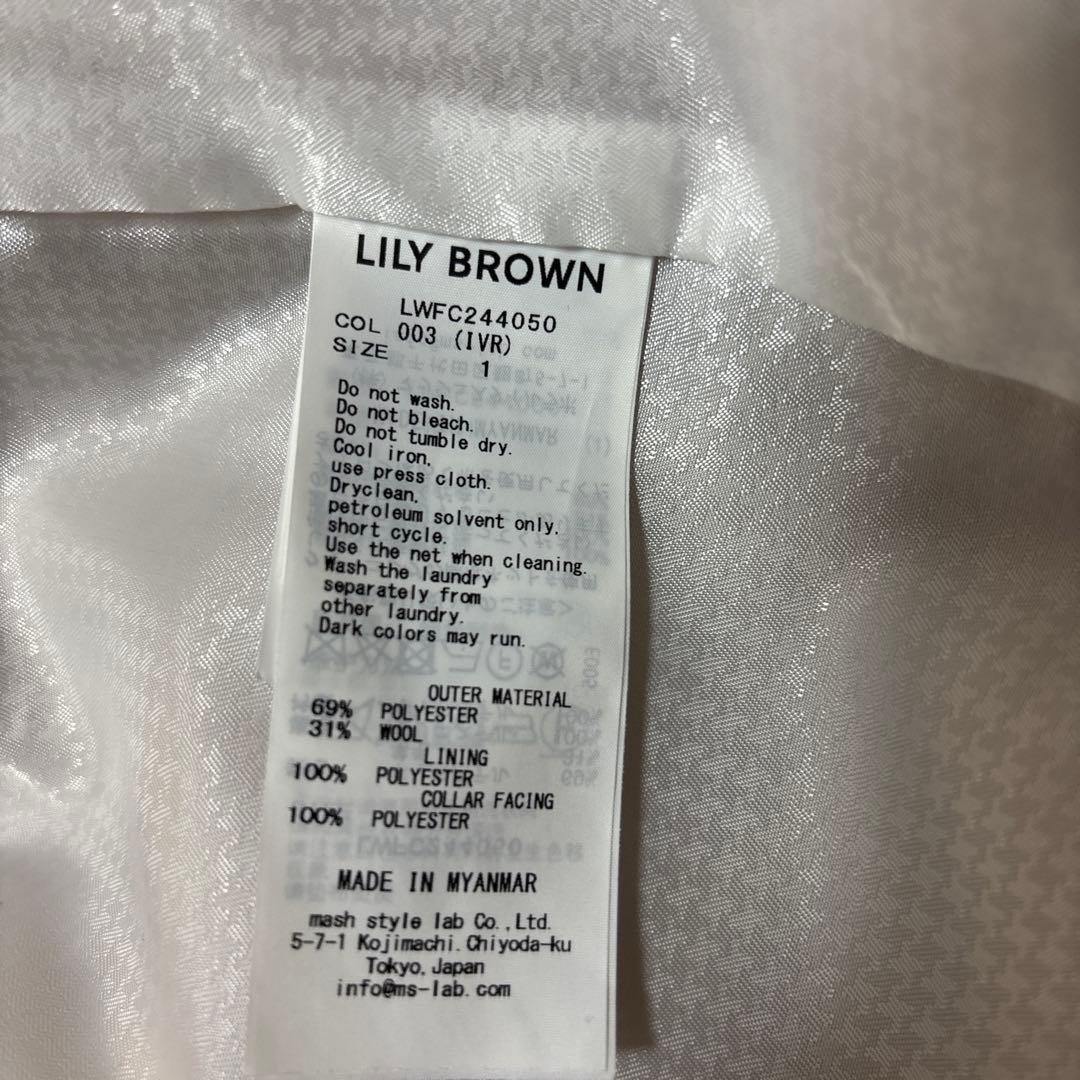 LILY BROWN
LWFC244050
COL 003 (IVR)
SIZE 1
Do not wash.
Do not bleach.
Do not tumble dry.
Cool iron,
use press cloth.
Dryclean,
petroleum solvent only.
short cycle.
Use the net when cleaning.
Wash the laundry
separately from
other laundry.
Dark colors may run.
OUTER MATERIAL
69% POLYESTER
31% WOOL
LINING
100% POLYESTER
COLLAR FACING
100% POLYESTER
MADE IN MYANMAR
mash style lab Co.,Ltd.
5-7-1 Kojimachi.Chiyoda-ku
Tokyo,Japan
info@ms-lab.com